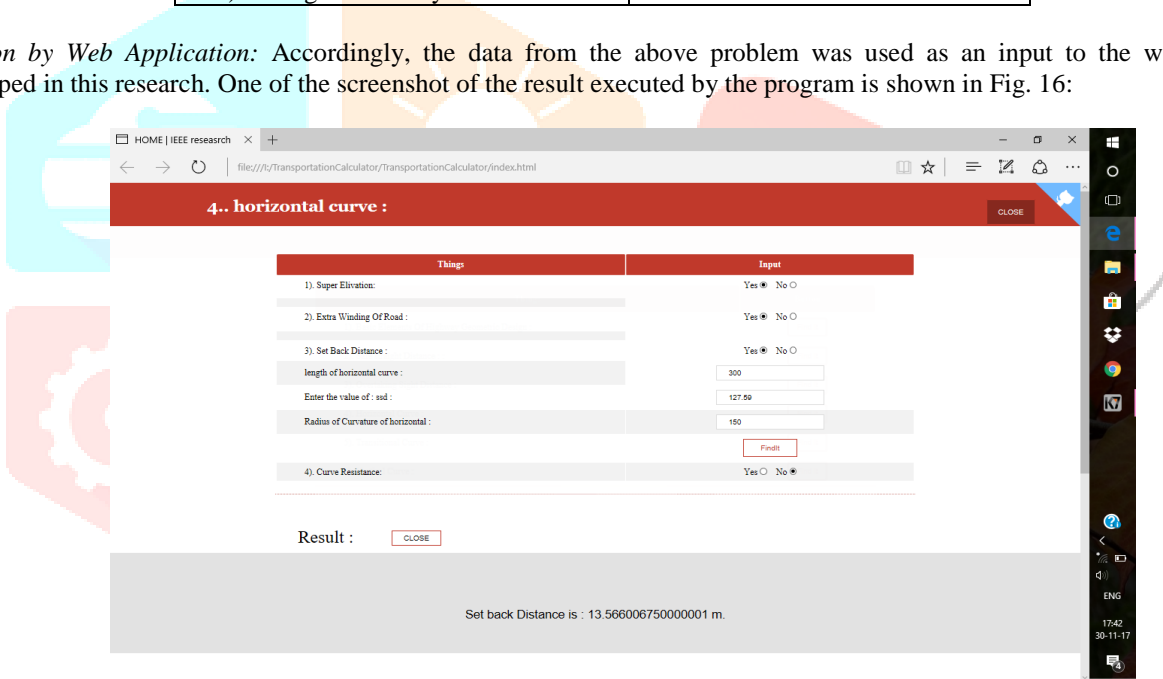 on by Web Application: Accordingly, the data from the above problem was used as an input to the w
ped in this research. One of the screenshot of the result executed by the program is shown in Fig. 16:
HOME | IEEE reseasrch
file:///I:/TransportationCalculator/TransportationCalculator/index.html
4.. horizontal curve :
CLOSE
Things Input
1). Super Elivation: Yes No
2). Extra Winding Of Road : Yes No
3). Set Back Distance : Yes No
length of horizontal curve : 300
Enter the value of : ssd : 127.59
Radius of Curvature of horizontal : 150
FindIt
4). Curve Resistance: Yes No
Result : CLOSE
Set back Distance is : 13.566006750000001 m.
ENG
17:42
30-11-17
4